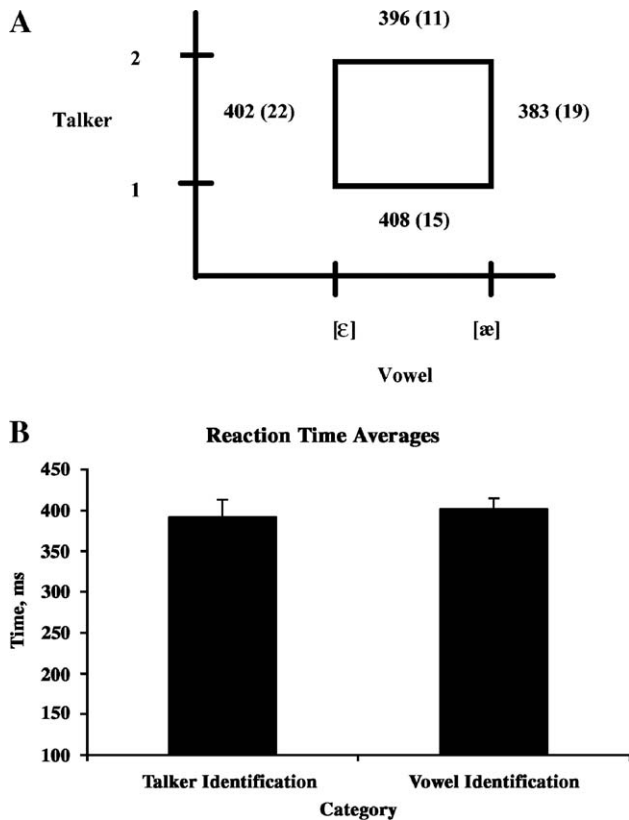 A
396 (11)
2
Talker
402 (22)
383 (19)
1
408 (15)
[ɛ]
[æ]
Vowel
B
Reaction Time Averages
450
400
350
300
250
200
150
100
Time, ms
Talker Identification
Vowel Identification
Category